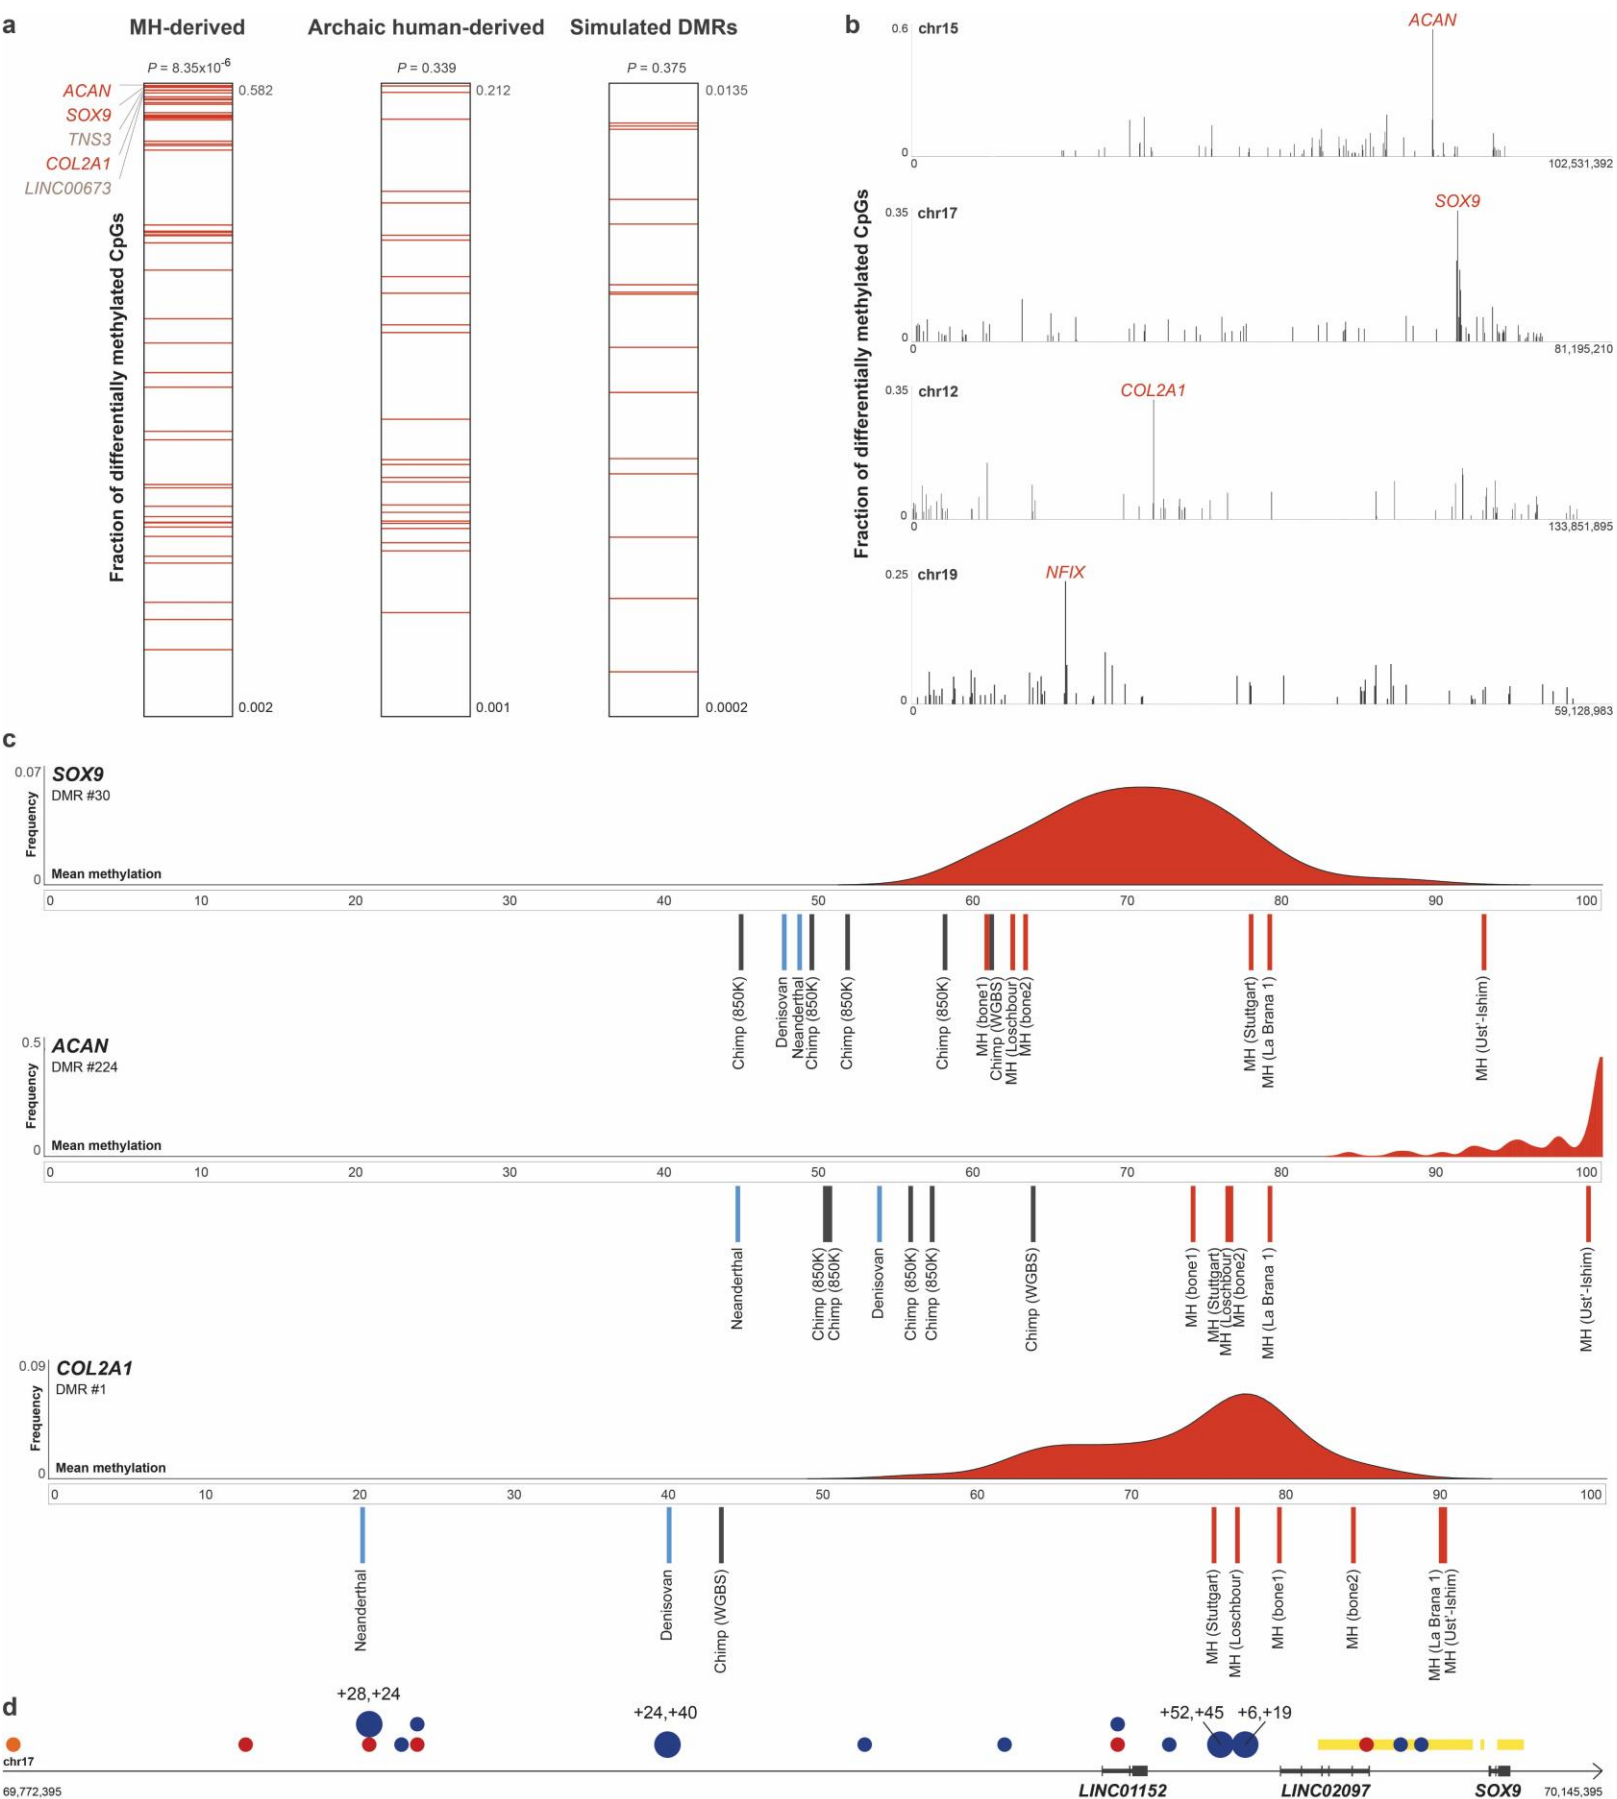 a
MH-derived
Archaic human-derived
Simulated DMRs
P = 8.35x10-6
P = 0.339
P = 0.375
ACAN
SOX9
TNS3
COL2A1
LINC00673
0.582
0.212
0.0135
Fraction of differentially methylated CpGs
0.002
0.001
0.0002
b
Fraction of differentially methylated CpGs
0.6
chr15
ACAN
0
0
102,531,392
0.35
chr17
SOX9
0
0
81,195,210
0.35
chr12
COL2A1
0
0
133,851,895
0.25
chr19
NFIX
0
0
59,128,983
c
0.07
SOX9
DMR #30
Frequency
0
Mean methylation
0 10 20 30 40 50 60 70 80 90 100
Chimp (850K)
Denisovan
Neanderthal
Chimp (850K)
Chimp (850K)
Chimp (850K)
MH (bone1)
Chimp (WGBS)
MH (Loschbour)
MH (bone2)
MH (Stuttgart)
MH (La Brana 1)
MH (Ust'-Ishim)
0.5
ACAN
DMR #224
Frequency
0
Mean methylation
0 10 20 30 40 50 60 70 80 90 100
Neanderthal
Chimp (850K)
Chimp (850K)
Denisovan
Chimp (850K)
Chimp (850K)
Chimp (WGBS)
MH (bone1)
MH (Stuttgart)
MH (Loschbour)
MH (bone2)
MH (La Brana 1)
MH (Ust'-Ishim)
0.09
COL2A1
DMR #1
Frequency
0
Mean methylation
0 10 20 30 40 50 60 70 80 90 100
Neanderthal
Denisovan
Chimp (WGBS)
MH (Stuttgart)
MH (Loschbour)
MH (bone1)
MH (bone2)
MH (La Brana 1)
MH (Ust'-Ishim)
d
+28,+24
+24,+40
+52,+45
+6,+19
chr17
69,772,395
LINC01152
LINC02097
SOX9
70,145,395